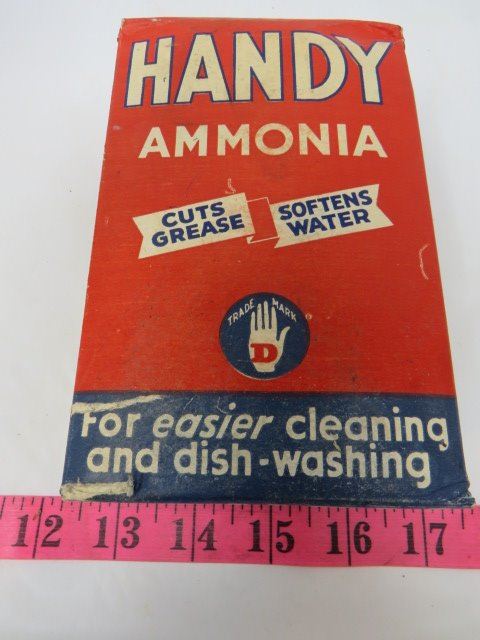 HANDY
AMMONIA
CUTS GREASE
SOFTENS WATER
TRADE MARK
D
For easier cleaning
and dish-washing
12 13 14 15 16 17